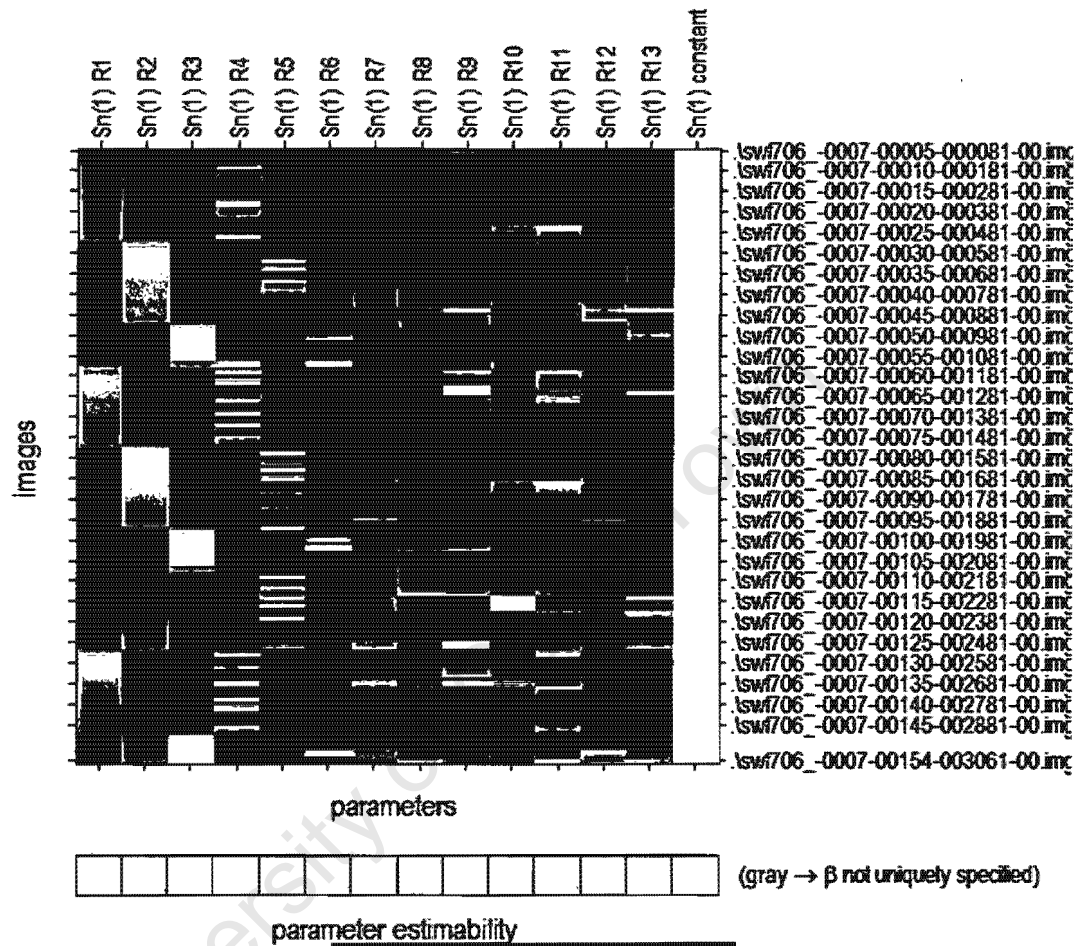 Sn(1) R1
Sn(1) R2
Sn(1) R3
Sn(1) R4
Sn(1) R5
Sn(1) R6
Sn(1) R7
Sn(1) R8
Sn(1) R9
Sn(1) R10
Sn(1) R11
Sn(1) R12
Sn(1) R13
Sn(1) constant
images
.\swf706_-0007-00005-000081-00.img
.\swf706_-0007-00010-000181-00.img
.\swf706_-0007-00015-000281-00.img
.\swf706_-0007-00020-000381-00.img
.\swf706_-0007-00025-000481-00.img
.\swf706_-0007-00030-000581-00.img
.\swf706_-0007-00035-000681-00.img
.\swf706_-0007-00040-000781-00.img
.\swf706_-0007-00045-000881-00.img
.\swf706_-0007-00050-000981-00.img
.\swf706_-0007-00055-001081-00.img
.\swf706_-0007-00060-001181-00.img
.\swf706_-0007-00065-001281-00.img
.\swf706_-0007-00070-001381-00.img
.\swf706_-0007-00075-001481-00.img
.\swf706_-0007-00080-001581-00.img
.\swf706_-0007-00085-001681-00.img
.\swf706_-0007-00090-001781-00.img
.\swf706_-0007-00095-001881-00.img
.\swf706_-0007-00100-001981-00.img
.\swf706_-0007-00105-002081-00.img
.\swf706_-0007-00110-002181-00.img
.\swf706_-0007-00115-002281-00.img
.\swf706_-0007-00120-002381-00.img
.\swf706_-0007-00125-002481-00.img
.\swf706_-0007-00130-002581-00.img
.\swf706_-0007-00135-002681-00.img
.\swf706_-0007-00140-002781-00.img
.\swf706_-0007-00145-002881-00.img
.\swf706_-0007-00154-003061-00.img
parameters
(gray → β not uniquely specified)
parameter estimability